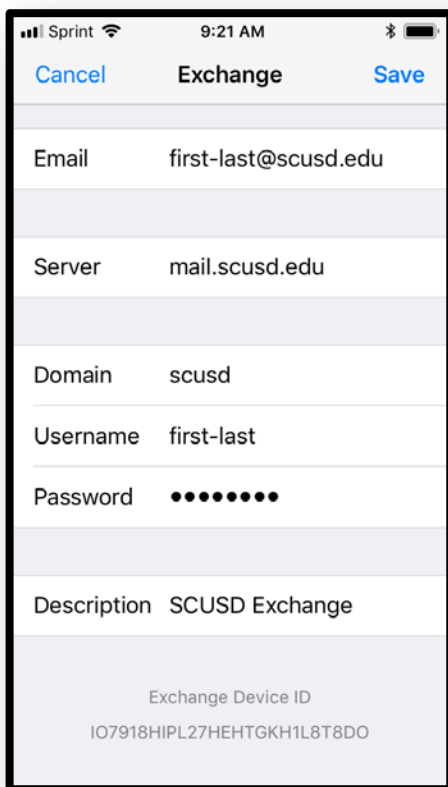 Sprint 9:21 AM
Cancel Exchange Save
Email first-last@scusd.edu
Server mail.scusd.edu
Domain scusd
Username first-last
Password ••••••••
Description SCUSD Exchange
Exchange Device ID
IO7918HIPL27HEHTGKH1L8T8DO